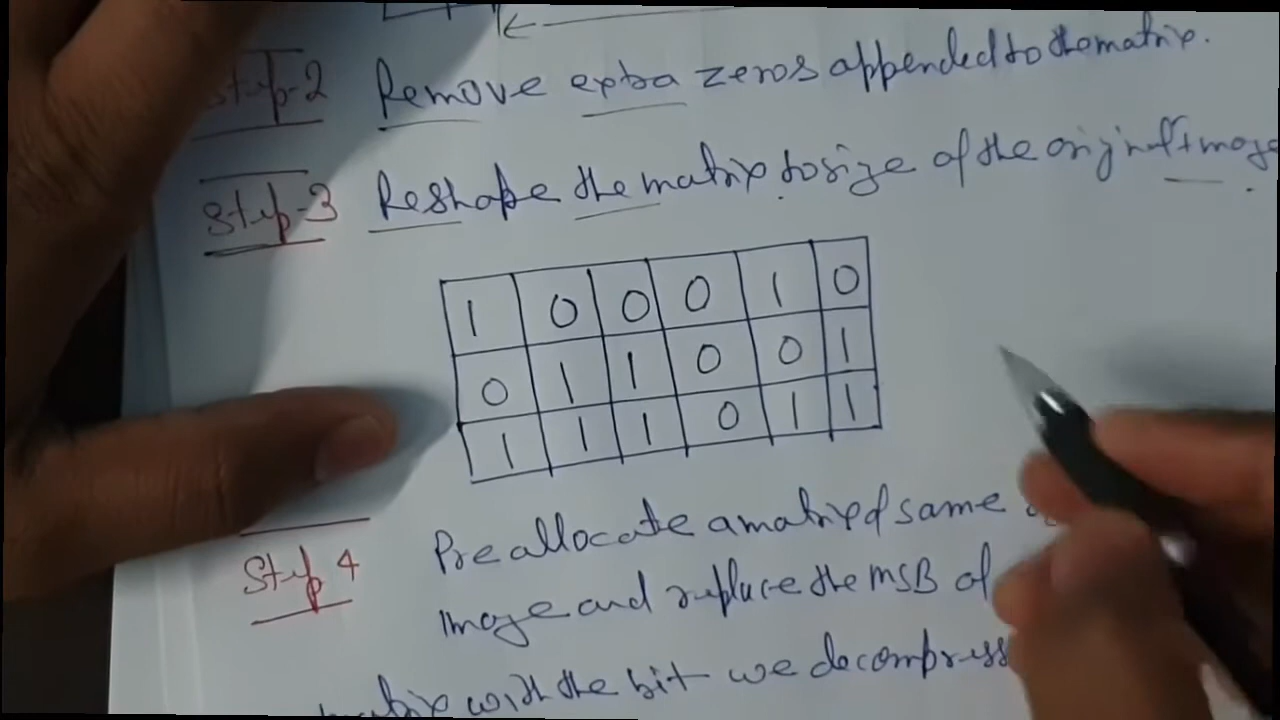 Step-2 Remove extra zeros appended to the matrix.
Step-3 Reshape the matrix to size of the original image.
1 0 0 0 1 0
0 1 1 0 0 1
1 1 1 0 1 1
Step 4 Preallocate a matrix of same
image and replace the MSB of
matrix with the bit we decompress